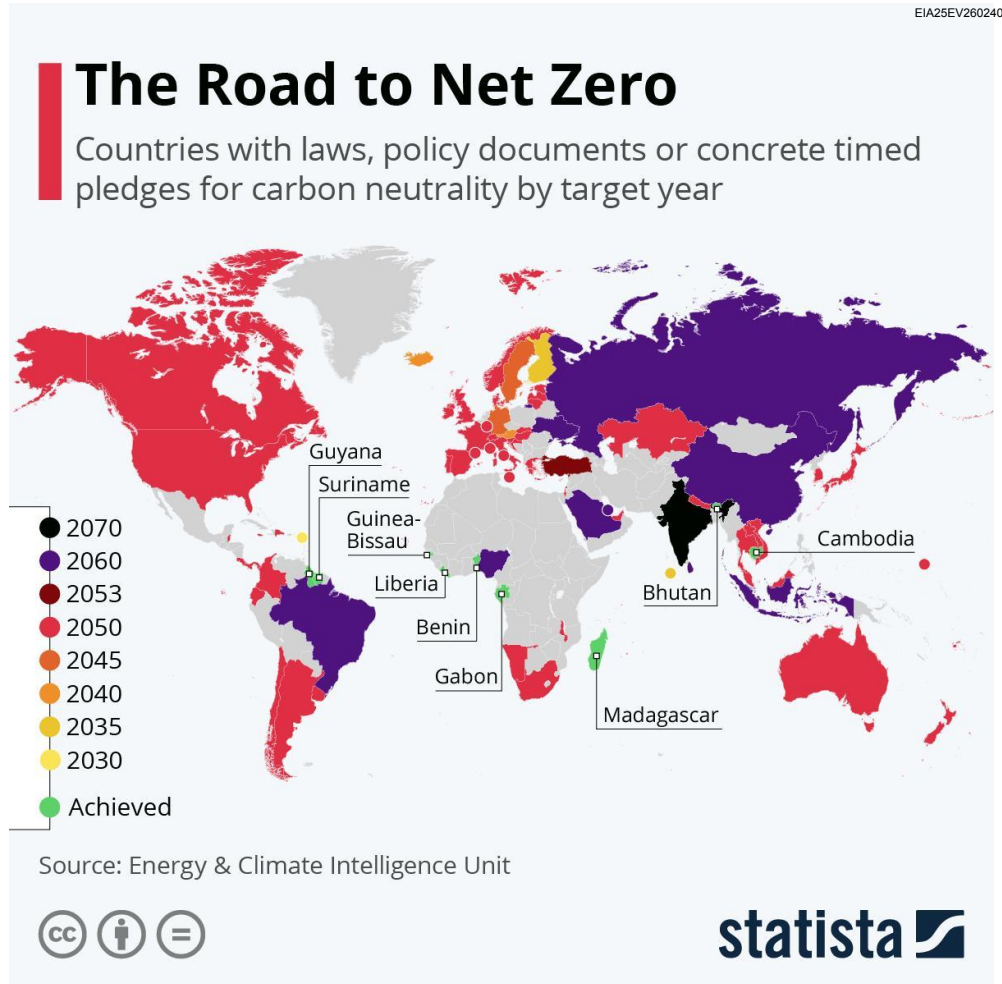 EIA25EV260240
The Road to Net Zero
Countries with laws, policy documents or concrete timed
pledges for carbon neutrality by target year
Guyana
Suriname
Guinea-
Bissau
Liberia
Benin
Gabon
Madagascar
Bhutan
Cambodia
2070
2060
2053
2050
2045
2040
2035
2030
Achieved
Source: Energy & Climate Intelligence Unit
cc
statista